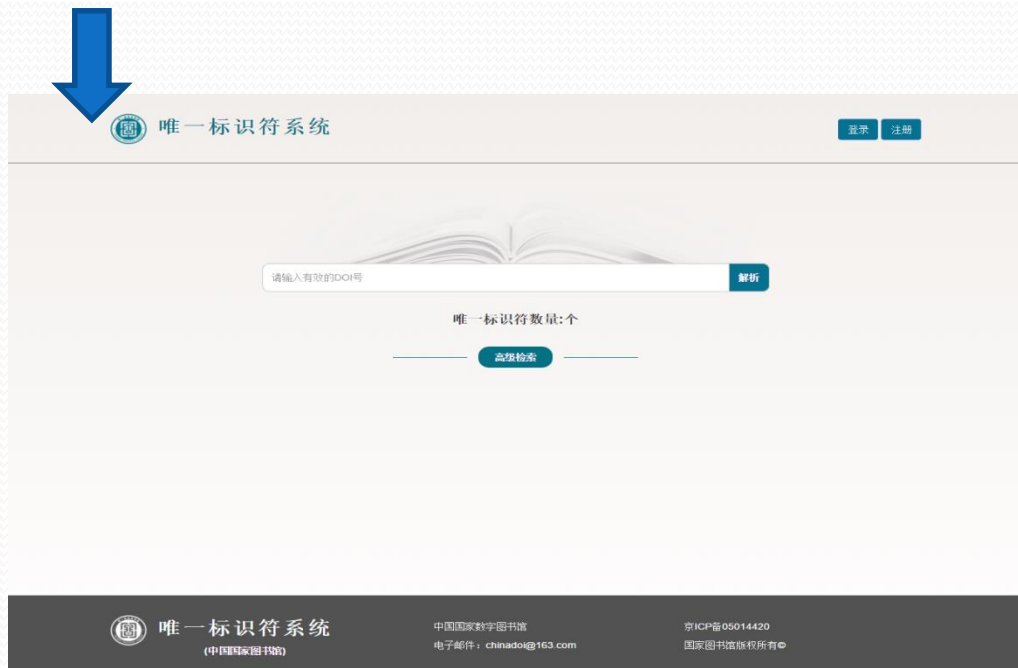 唯一标识符系统
登录 注册
请输入有效的DOI号
解析
唯一标识符数量:个
高级检索
唯一标识符系统
(中国国家图书馆)
中国国家数字图书馆
电子邮件：chinadoi@163.com
京ICP备05014420
国家图书馆版权所有©